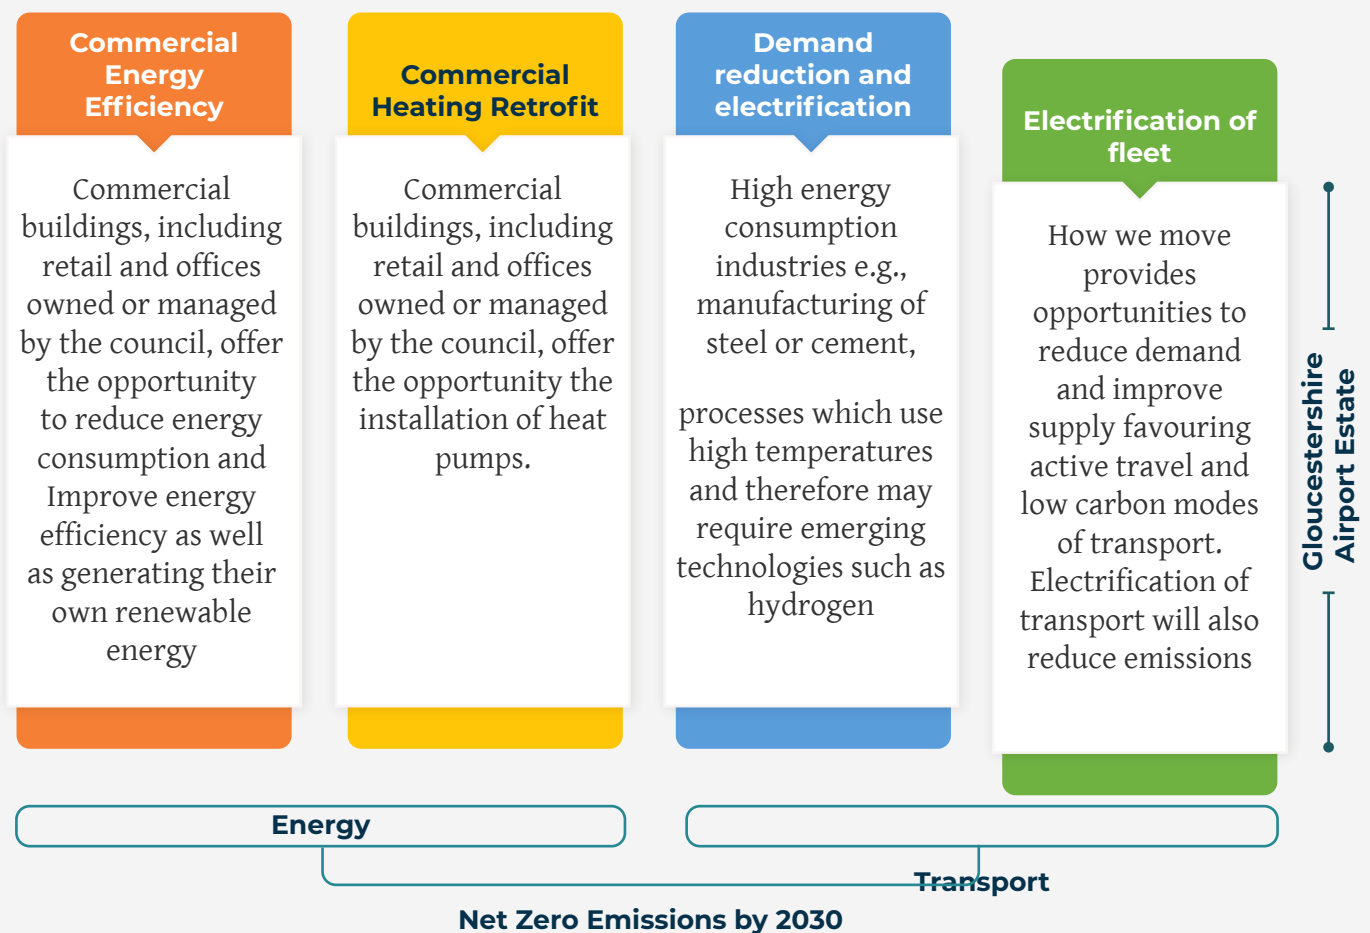 Commercial
Energy
Efficiency
Commercial
buildings, including
retail and offices
owned or managed
by the council, offer
the opportunity
to reduce energy
consumption and
Improve energy
efficiency as well
as generating their
own renewable
energy
Commercial
Heating Retrofit
Commercial
buildings, including
retail and offices
owned or managed
by the council, offer
the opportunity the
installation of heat
pumps.
Demand
reduction and
electrification
High energy
consumption
industries e.g.,
manufacturing of
steel or cement,
processes which use
high temperatures
and therefore may
require emerging
technologies such as
hydrogen
Electrification of
fleet
How we move
provides
opportunities to
reduce demand
and improve
supply favouring
active travel and
low carbon modes
of transport.
Electrification of
transport will also
reduce emissions
Gloucestershire
Airport Estate
Energy
Transport
Net Zero Emissions by 2030